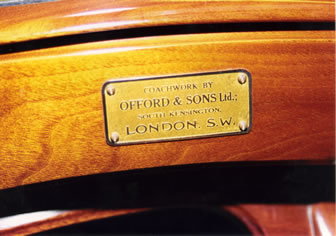 COACHWORK BY
OFFORD & SONS Ltd.;
SOUTH KENSINGTON,
LONDON. S.W.